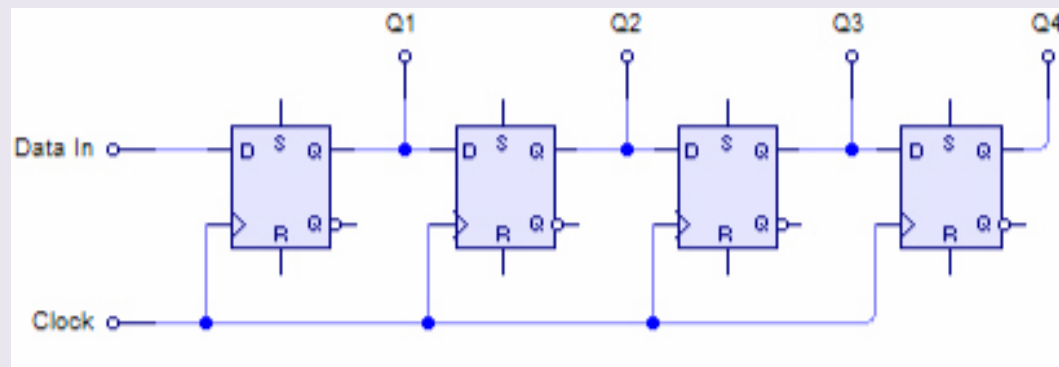 Q1 Q2 Q3 Q4
Data In D S Q D S Q D S Q D S Q
R Q R Q R Q R Q
Clock